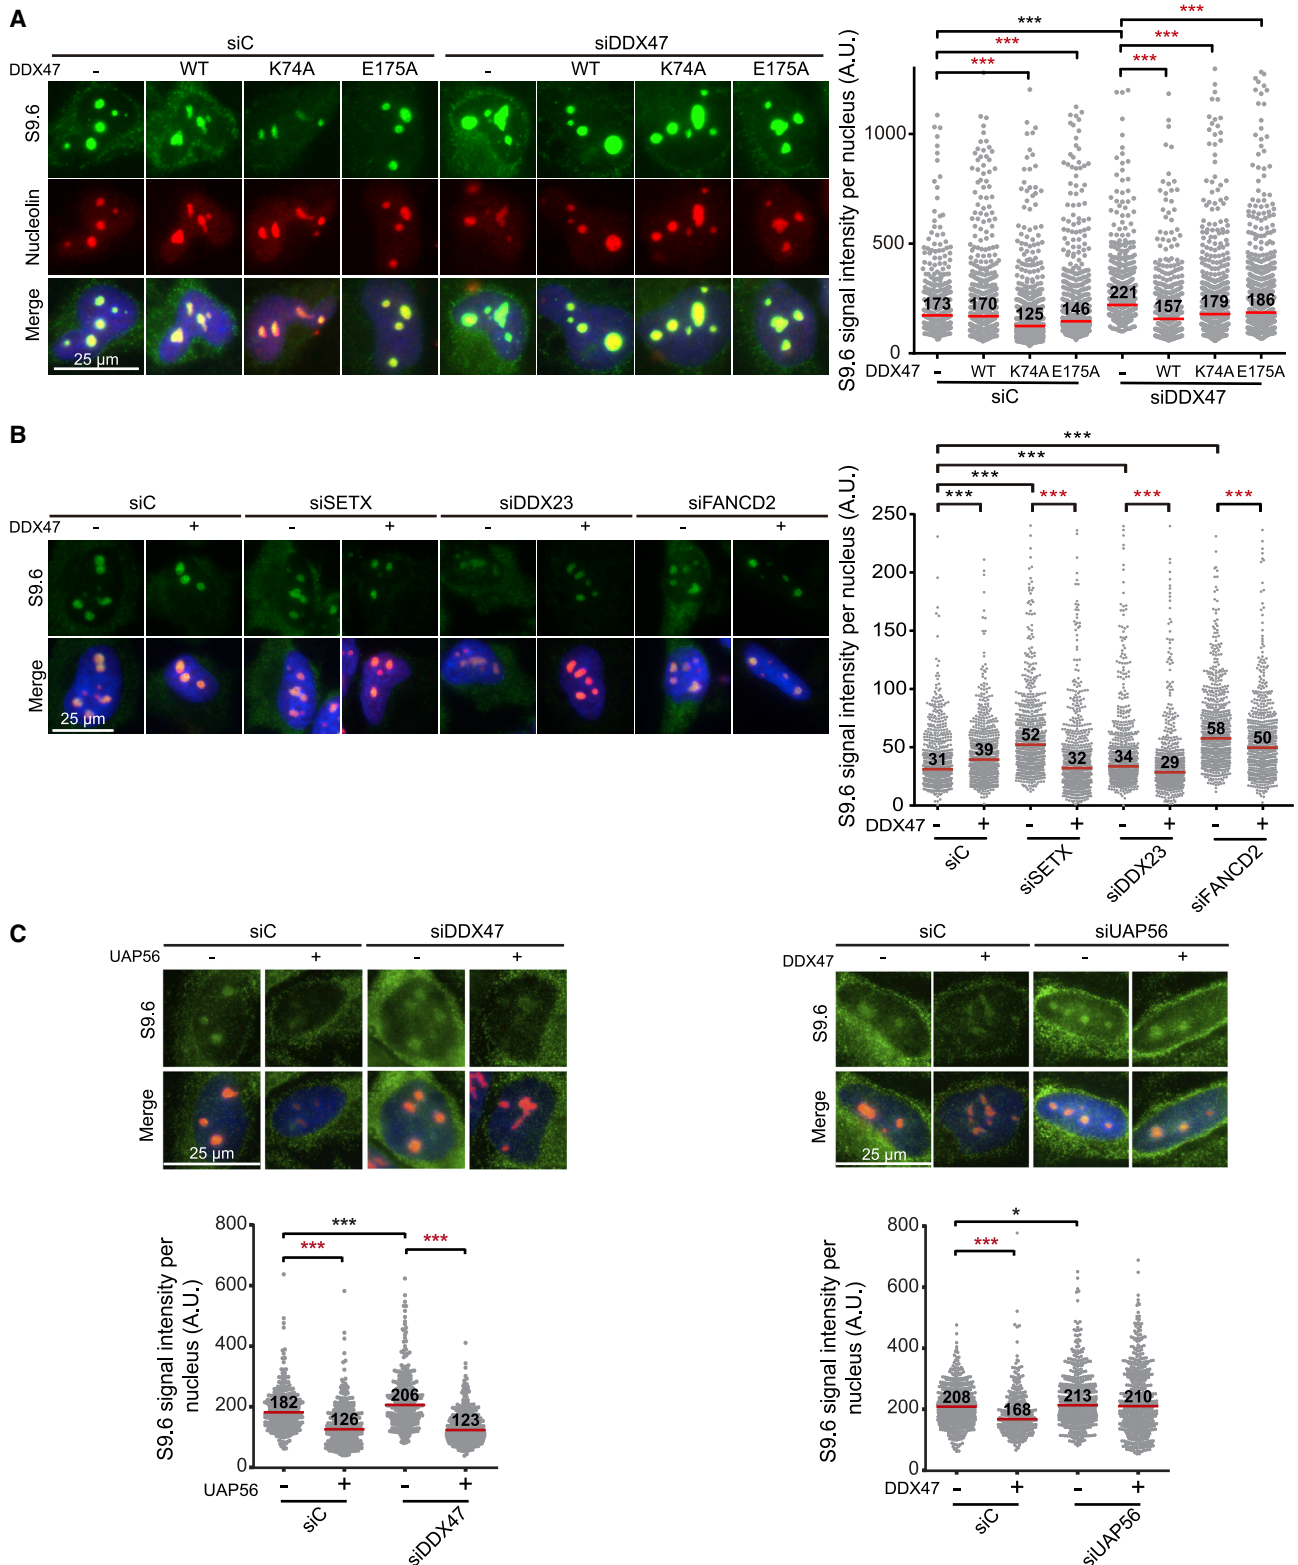 A
siC
siDDX47
DDX47
-
WT
K74A
E175A
-
WT
K74A
E175A
S9.6
Nucleolin
Merge
25 µm
S9.6 signal intensity per nucleus (A.U.)
1000
500
0
***
***
***
***
***
***
173
170
125
146
221
157
179
186
DDX47
-
WT
K74A
E175A
-
WT
K74A
E175A
siC
siDDX47
B
siC
siSETX
siDDX23
siFANCD2
DDX47
-
+
-
+
-
+
-
+
S9.6
Merge
25 µm
S9.6 signal intensity per nucleus (A.U.)
250
200
150
100
50
0
***
***
***
***
***
***
***
31
39
52
32
34
29
58
50
DDX47
-
+
-
+
-
+
-
+
siC
siSETX
siDDX23
siFANCD2
C
siC
siDDX47
UAP56
-
+
-
+
S9.6
Merge
25 µm
S9.6 signal intensity per
nucleus (A.U.)
800
600
400
200
0
***
***
***
182
126
206
123
UAP56
-
+
-
+
siC
siDDX47
siC
siUAP56
DDX47
-
+
-
+
S9.6
Merge
25 µm
S9.6 signal intensity per
nucleus (A.U.)
800
600
400
200
0
*
***
208
168
213
210
DDX47
-
+
-
+
siC
siUAP56